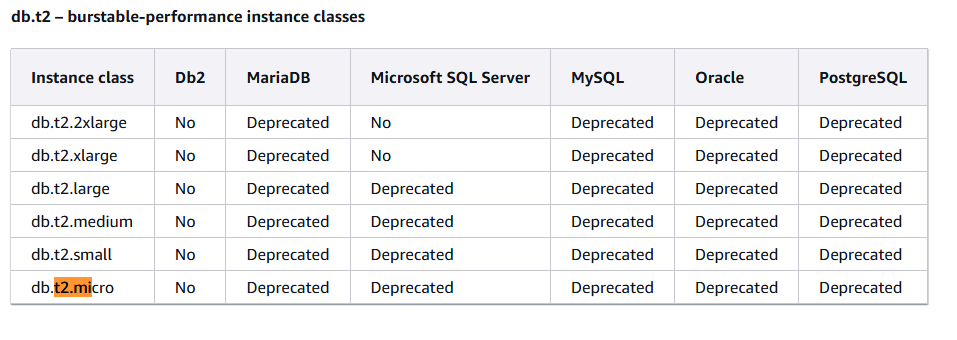 db.t2 – burstable-performance instance classes
Instance class Db2 MariaDB Microsoft SQL Server MySQL Oracle PostgreSQL
db.t2.2xlarge No Deprecated No Deprecated Deprecated Deprecated
db.t2.xlarge No Deprecated No Deprecated Deprecated Deprecated
db.t2.large No Deprecated Deprecated Deprecated Deprecated Deprecated
db.t2.medium No Deprecated Deprecated Deprecated Deprecated Deprecated
db.t2.small No Deprecated Deprecated Deprecated Deprecated Deprecated
db.t2.micro No Deprecated Deprecated Deprecated Deprecated Deprecated